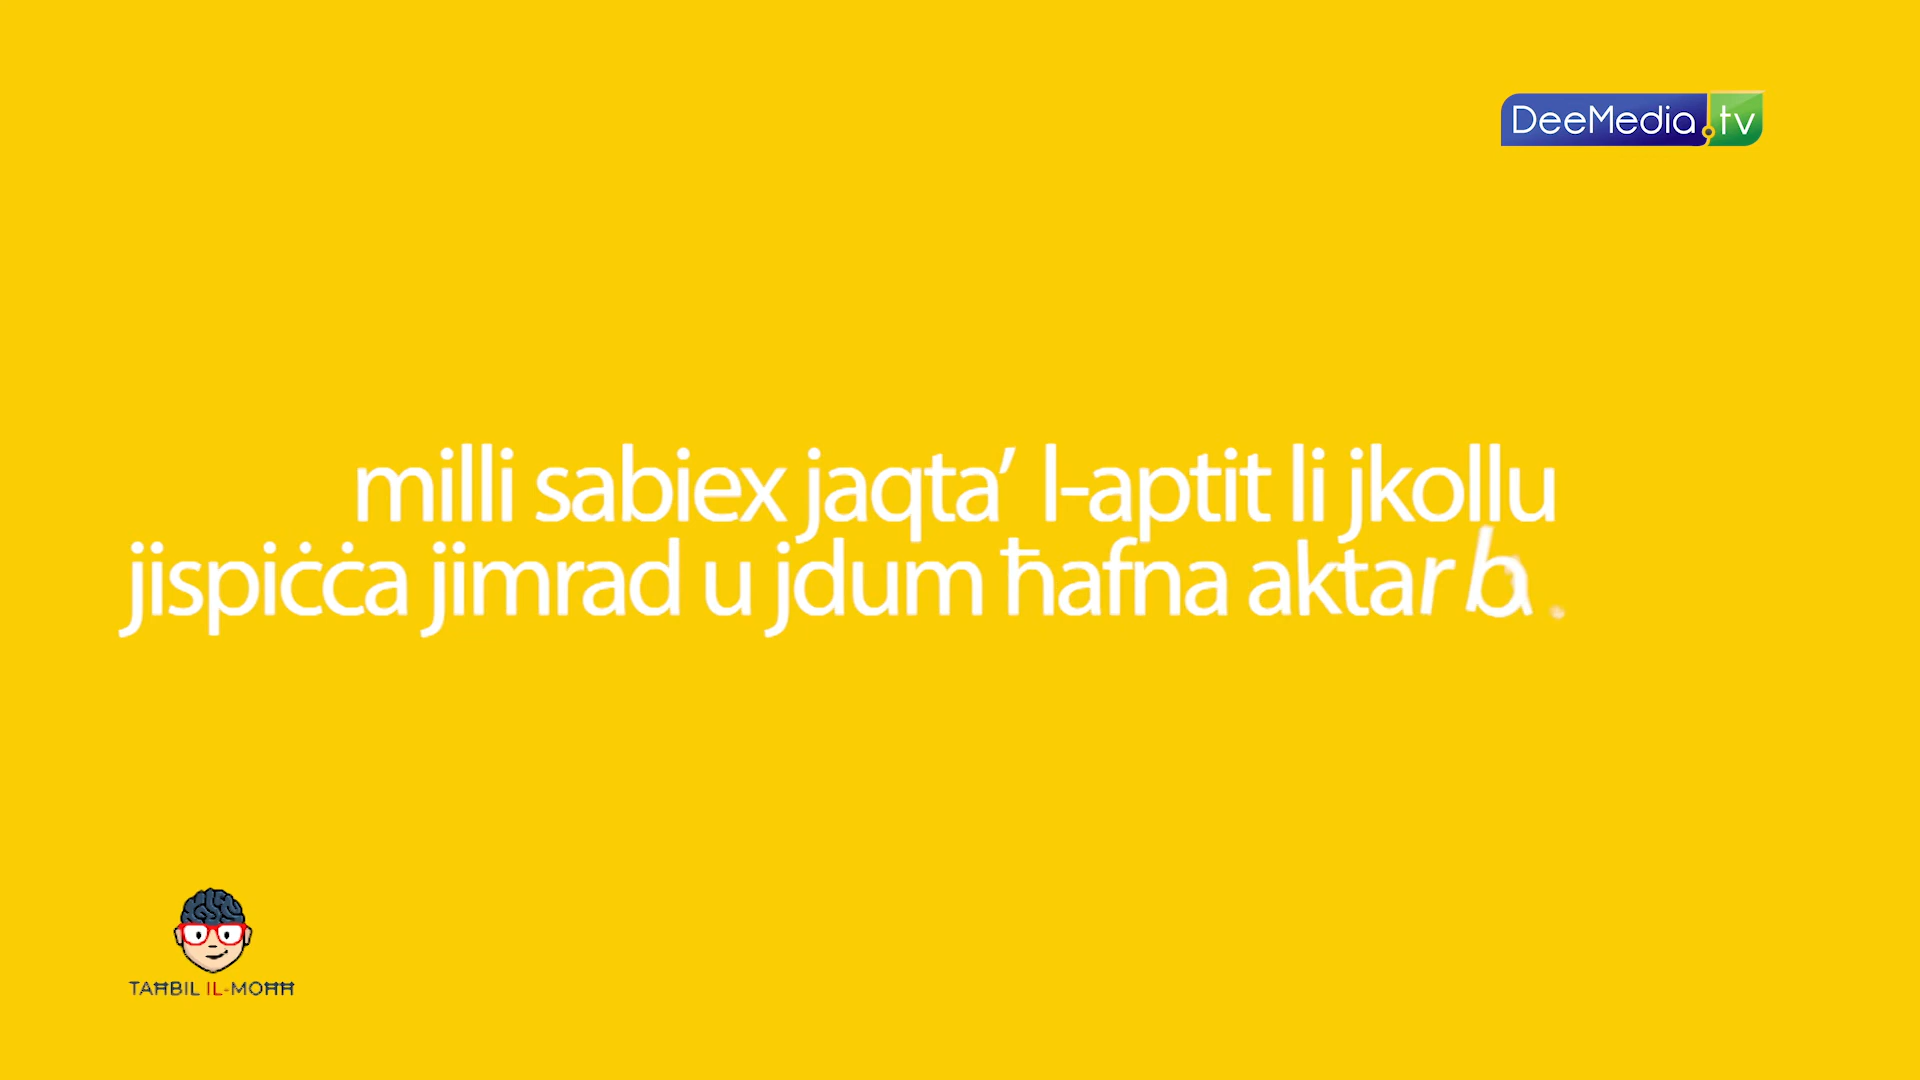 DeeMedia.tv
milli sabiex jaqta’ l-aptit li jkollu
jispiċċa jimrad u jdum ħafna aktar
TAĦBIL IL-MOĦĦ